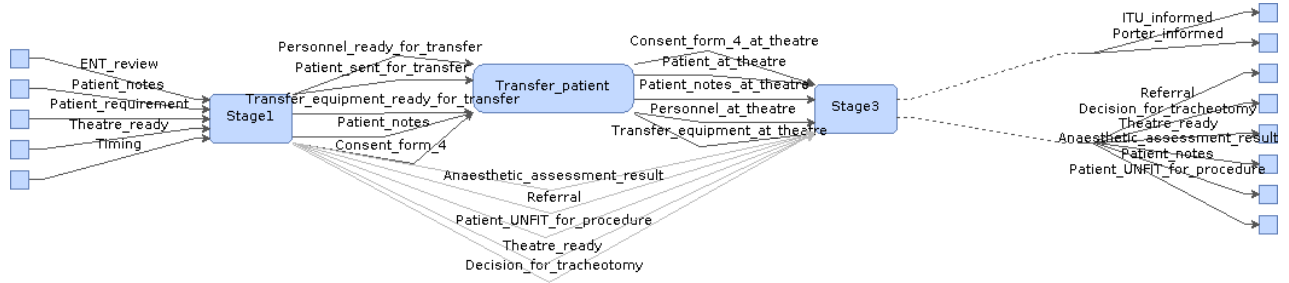 ENT_review
Patient_notes
Patient_requirement
Theatre_ready
Timing
Stage1
Personnel_ready_for_transfer
Patient_sent_for_transfer
Transfer_equipment_ready_for_transfer
Patient_notes
Consent_form_4
Transfer_patient
Consent_form_4_at_theatre
Patient_at_theatre
Patient_notes_at_theatre
Personnel_at_theatre
Transfer_equipment_at_theatre
Anaesthetic_assessment_result
Referral
Patient_UNFIT_for_procedure
Theatre_ready
Decision_for_tracheotomy
Stage3
ITU_informed
Porter_informed
Referral
Decision_for_tracheotomy
Theatre_ready
Anaesthetic_assessment_result
Patient_notes
Patient_UNFIT_for_procedure